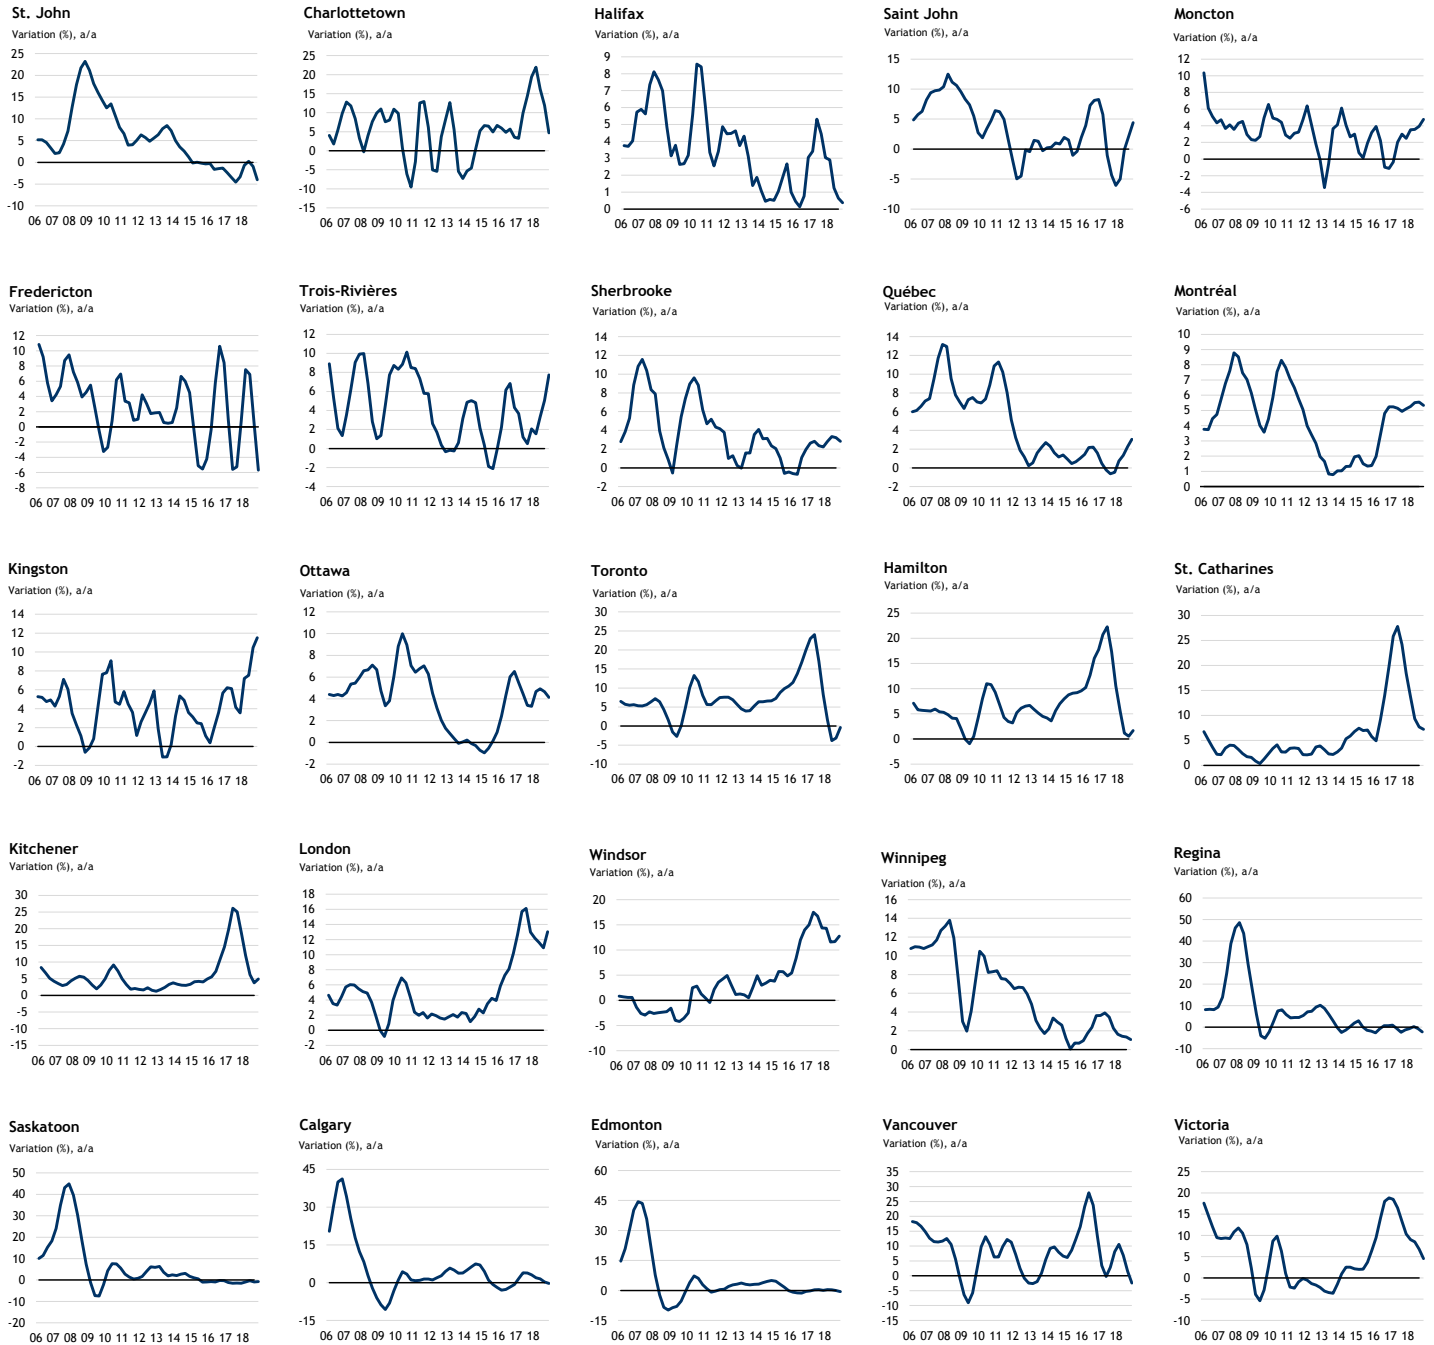 St. John
Variation (%), a/a
25
20
15
10
5
0
-5
-10
06 07 08 09 10 11 12 13 14 15 16 17 18
Charlottetown
Variation (%), a/a
25
20
15
10
5
0
-5
-10
-15
06 07 08 09 10 11 12 13 14 15 16 17 18
Halifax
Variation (%), a/a
9
8
7
6
5
4
3
2
1
0
06 07 08 09 10 11 12 13 14 15 16 17 18
Saint John
Variation (%), a/a
15
10
5
0
-5
-10
06 07 08 09 10 11 12 13 14 15 16 17 18
Moncton
Variation (%), a/a
12
10
8
6
4
2
0
-2
-4
-6
06 07 08 09 10 11 12 13 14 15 16 17 18
Fredericton
Variation (%), a/a
12
10
8
6
4
2
0
-2
-4
-6
-8
06 07 08 09 10 11 12 13 14 15 16 17 18
Trois-Rivières
Variation (%), a/a
12
10
8
6
4
2
0
-2
-4
06 07 08 09 10 11 12 13 14 15 16 17 18
Sherbrooke
Variation (%), a/a
14
12
10
8
6
4
2
0
-2
06 07 08 09 10 11 12 13 14 15 16 17 18
Québec
Variation (%), a/a
14
12
10
8
6
4
2
0
-2
06 07 08 09 10 11 12 13 14 15 16 17 18
Montréal
Variation (%), a/a
10
9
8
7
6
5
4
3
2
1
0
06 07 08 09 10 11 12 13 14 15 16 17 18
Kingston
Variation (%), a/a
14
12
10
8
6
4
2
0
-2
06 07 08 09 10 11 12 13 14 15 16 17 18
Ottawa
Variation (%), a/a
12
10
8
6
4
2
0
-2
06 07 08 09 10 11 12 13 14 15 16 17 18
Toronto
Variation (%), a/a
30
25
20
15
10
5
0
-5
-10
06 07 08 09 10 11 12 13 14 15 16 17 18
Hamilton
Variation (%), a/a
25
20
15
10
5
0
-5
06 07 08 09 10 11 12 13 14 15 16 17 18
St. Catharines
Variation (%), a/a
30
25
20
15
10
5
0
06 07 08 09 10 11 12 13 14 15 16 17 18
Kitchener
Variation (%), a/a
30
25
20
15
10
5
0
-5
-10
-15
06 07 08 09 10 11 12 13 14 15 16 17 18
London
Variation (%), a/a
18
16
14
12
10
8
6
4
2
0
-2
06 07 08 09 10 11 12 13 14 15 16 17 18
Windsor
Variation (%), a/a
20
15
10
5
0
-5
-10
06 07 08 09 10 11 12 13 14 15 16 17 18
Winnipeg
Variation (%), a/a
16
14
12
10
8
6
4
2
0
06 07 08 09 10 11 12 13 14 15 16 17 18
Regina
Variation (%), a/a
60
50
40
30
20
10
0
-10
06 07 08 09 10 11 12 13 14 15 16 17 18
Saskatoon
Variation (%), a/a
50
40
30
20
10
0
-10
-20
06 07 08 09 10 11 12 13 14 15 16 17 18
Calgary
Variation (%), a/a
45
30
15
0
-15
06 07 08 09 10 11 12 13 14 15 16 17 18
Edmonton
Variation (%), a/a
60
45
30
15
0
-15
06 07 08 09 10 11 12 13 14 15 16 17 18
Vancouver
Variation (%), a/a
35
30
25
20
15
10
5
0
-5
-10
-15
06 07 08 09 10 11 12 13 14 15 16 17 18
Victoria
Variation (%), a/a
25
20
15
10
5
0
-5
-10
06 07 08 09 10 11 12 13 14 15 16 17 18